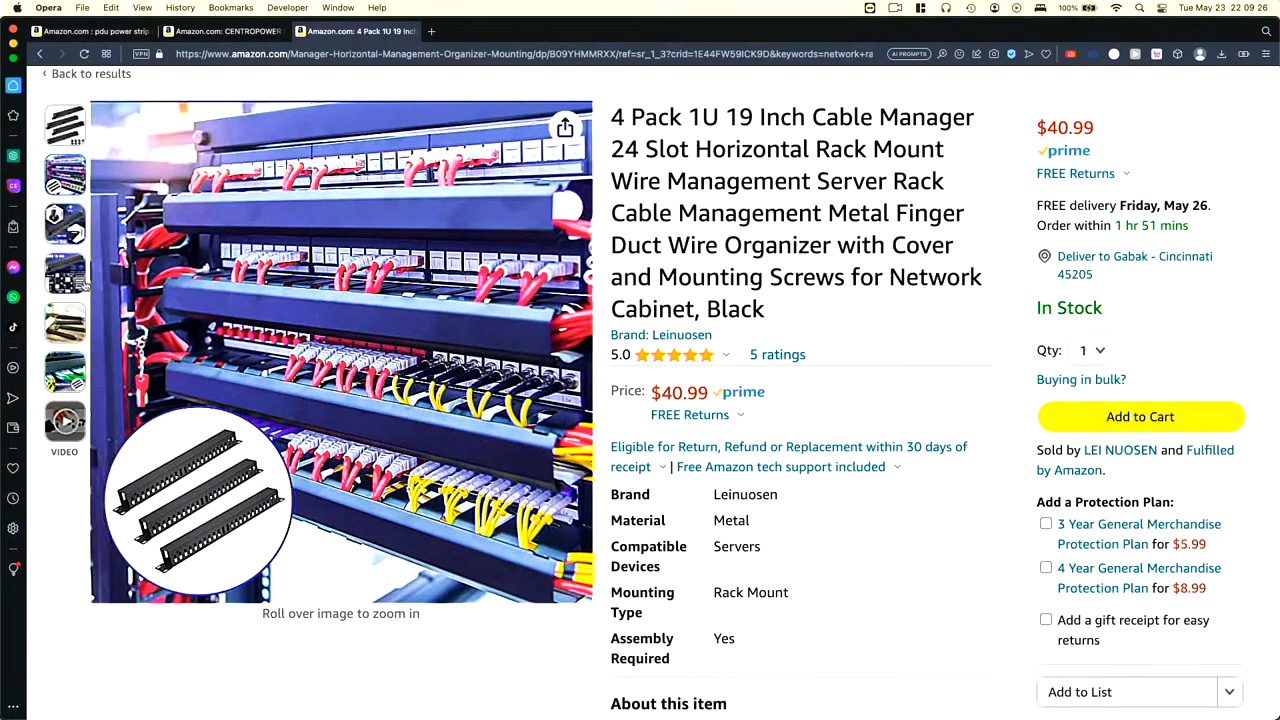 Opera File Edit View History Bookmarks Developer Window Help 100% Tue May 23 22 09 26
Amazon.com : pdu power strip Amazon.com: CENTROPOWER Amazon.com: 4 Pack 1U 19 Inch
VPN https://www.amazon.com/Manager-Horizontal-Management-Organizer-Mounting/dp/B09YHMMRXX/ref=sr_1_3?crid=1E44FW59ICK9D&keywords=network+ra AI PROMPTS
‹ Back to results
VIDEO
Roll over image to zoom in
4 Pack 1U 19 Inch Cable Manager
24 Slot Horizontal Rack Mount
Wire Management Server Rack
Cable Management Metal Finger
Duct Wire Organizer with Cover
and Mounting Screws for Network
Cabinet, Black
Brand: Leinuosen
5.0 5 ratings
Price: $40.99 prime
FREE Returns
Eligible for Return, Refund or Replacement within 30 days of
receipt | Free Amazon tech support included
Brand Leinuosen
Material Metal
Compatible Servers
Devices
Mounting Rack Mount
Type
Assembly Yes
Required
About this item
$40.99
prime
FREE Returns
FREE delivery Friday, May 26.
Order within 1 hr 51 mins
Deliver to Gabak - Cincinnati
45205
In Stock
Qty: 1
Buying in bulk?
Add to Cart
Sold by LEI NUOSEN and Fulfilled
by Amazon.
Add a Protection Plan:
3 Year General Merchandise
Protection Plan for $5.99
4 Year General Merchandise
Protection Plan for $8.99
Add a gift receipt for easy
returns
Add to List